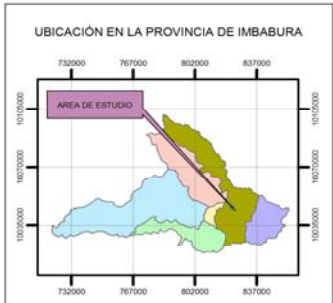 UBICACIÓN EN LA PROVINCIA DE IMBABURA
732000 767000 802000 837000
10105000 10105000
AREA DE ESTUDIO
10070000 10070000
10035000 10035000
732000 767000 802000 837000